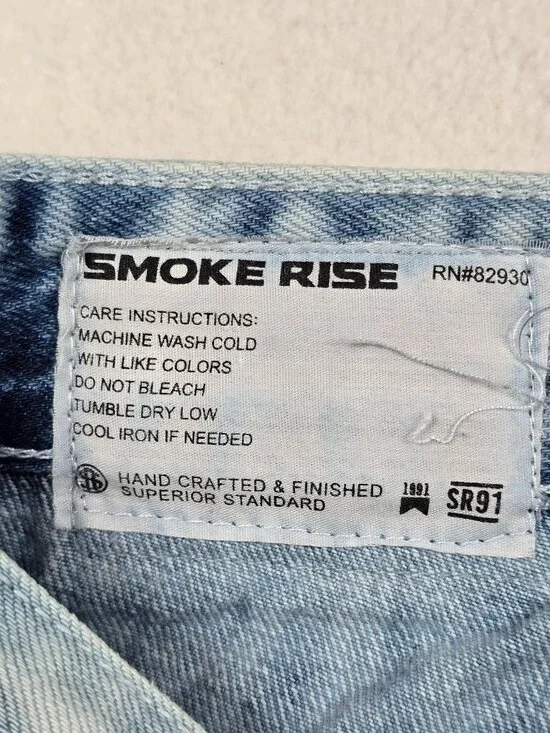 SMOKE RISE RN#82930
CARE INSTRUCTIONS:
MACHINE WASH COLD
WITH LIKE COLORS
DO NOT BLEACH
TUMBLE DRY LOW
COOL IRON IF NEEDED
HAND CRAFTED & FINISHED
SUPERIOR STANDARD
1991
SR91